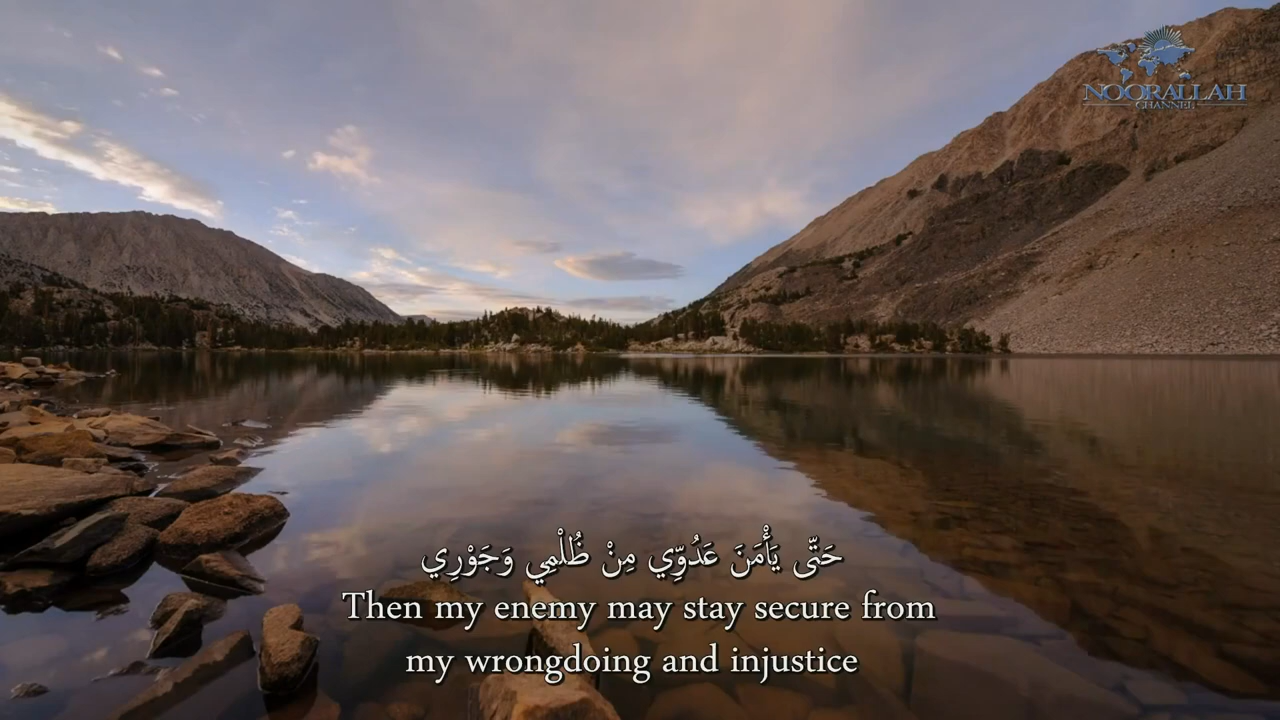 NOORALLAH
CHANNEL
حَتَّى يَأْمَنَ عَدُوِّي مِنْ ظُلْمِي وَجَوْرِي
Then my enemy may stay secure from
my wrongdoing and injustice